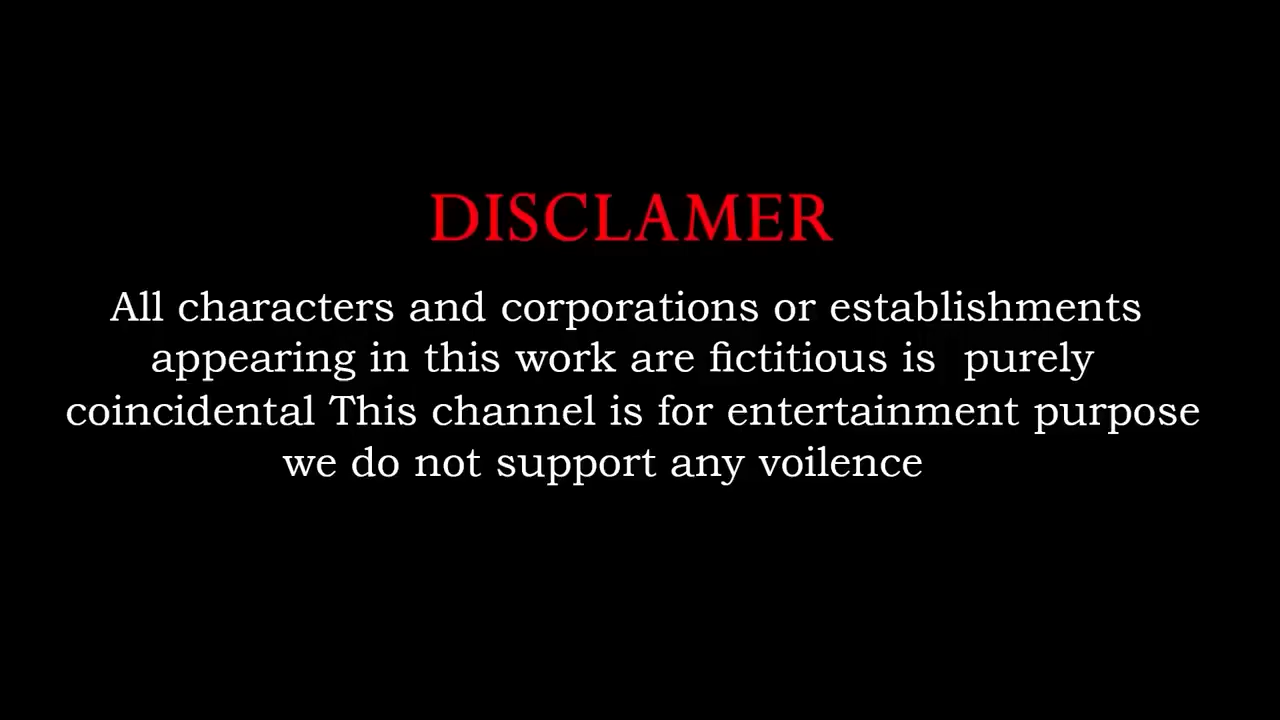 DISCLAMER
All characters and corporations or establishments
appearing in this work are fictitious is  purely
coincidental This channel is for entertainment purpose
we do not support any voilence